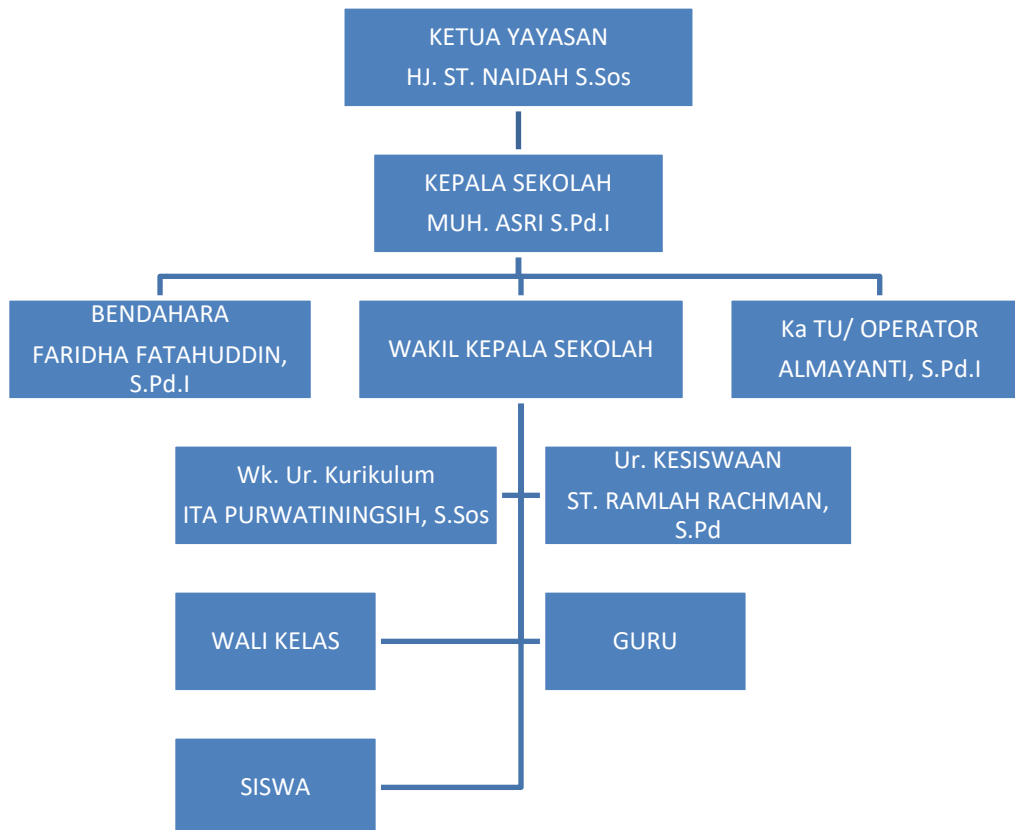 KETUA YAYASAN
HJ. ST. NAIDAH S.Sos
KEPALA SEKOLAH
MUH. ASRI S.Pd.I
BENDAHARA
FARIDHA FATAHUDDIN,
S.Pd.I
WAKIL KEPALA SEKOLAH
Ka TU/ OPERATOR
ALMAYANTI, S.Pd.I
Wk. Ur. Kurikulum
ITA PURWATININGSIH, S.Sos
Ur. KESISWAAN
ST. RAMLAH RACHMAN,
S.Pd
WALI KELAS
GURU
SISWA